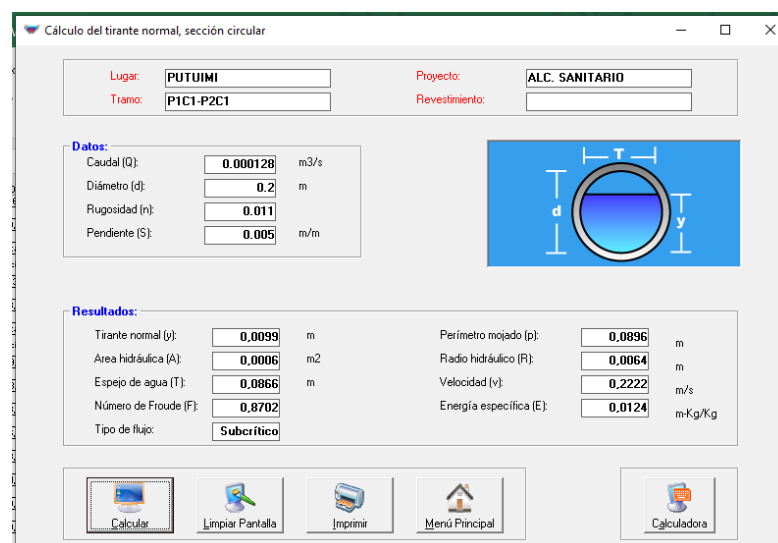 Cálculo del tirante normal, sección circular
Lugar: PUTUIMI Proyecto: ALC. SANITARIO
Tramo: P1C1-P2C1 Revestimiento:
Datos:
Caudal (Q): 0.000128 m3/s
Diámetro (d): 0.2 m
Rugosidad (n): 0.011
Pendiente (S): 0.005 m/m
T
d
y
Resultados:
Tirante normal (y): 0,0099 m Perímetro mojado (p): 0,0896 m
Area hidráulica (A): 0,0006 m2 Radio hidráulico (R): 0,0064 m
Espejo de agua (T): 0,0866 m Velocidad (v): 0,2222 m/s
Número de Froude (F): 0,8702 Energía específica (E): 0,0124 m-Kg/Kg
Tipo de flujo: Subcrítico
Calcular Limpiar Pantalla Imprimir Menú Principal Calculadora